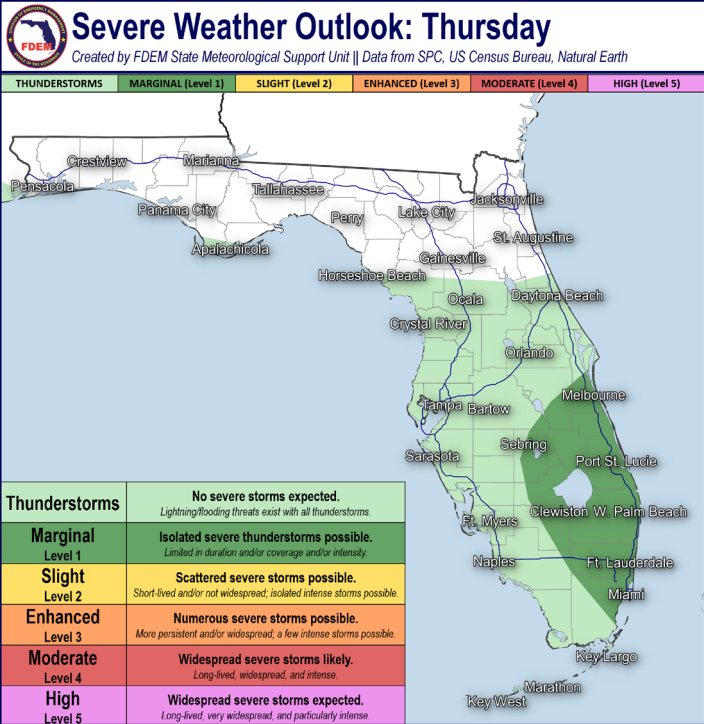 Severe Weather Outlook: Thursday
Created by FDEM State Meteorological Support Unit || Data from SPC, US Census Bureau, Natural Earth
FDEM
THUNDERSTORMS
MARGINAL (Level 1)
SLIGHT (Level 2)
ENHANCED (Level 3)
MODERATE (Level 4)
HIGH (Level 5)
Crestview
Marianna
Pensacola
Tallahassee
Jacksonville
Panama City
Perry
Lake City
St. Augustine
Apalachicola
Gainesville
Horseshoe Beach
Ocala
Daytona Beach
Crystal River
Orlando
Melbourne
Tampa
Bartow
Sebring
Sarasota
Port St. Lucie
Clewiston
W. Palm Beach
Ft. Myers
Naples
Ft. Lauderdale
Miami
Key Largo
Marathon
Key West
Thunderstorms
No severe storms expected.
Lightning/flooding threats exist with all thunderstorms.
Marginal
Level 1
Isolated severe thunderstorms possible.
Limited in duration and/or coverage and/or intensity.
Slight
Level 2
Scattered severe storms possible.
Short-lived and/or not widespread; isolated intense storms possible.
Enhanced
Level 3
Numerous severe storms possible.
More persistent and/or widespread; a few intense storms possible.
Moderate
Level 4
Widespread severe storms likely.
Long-lived, widespread, and intense.
High
Level 5
Widespread severe storms expected.
Long-lived, very widespread, and particularly intense.